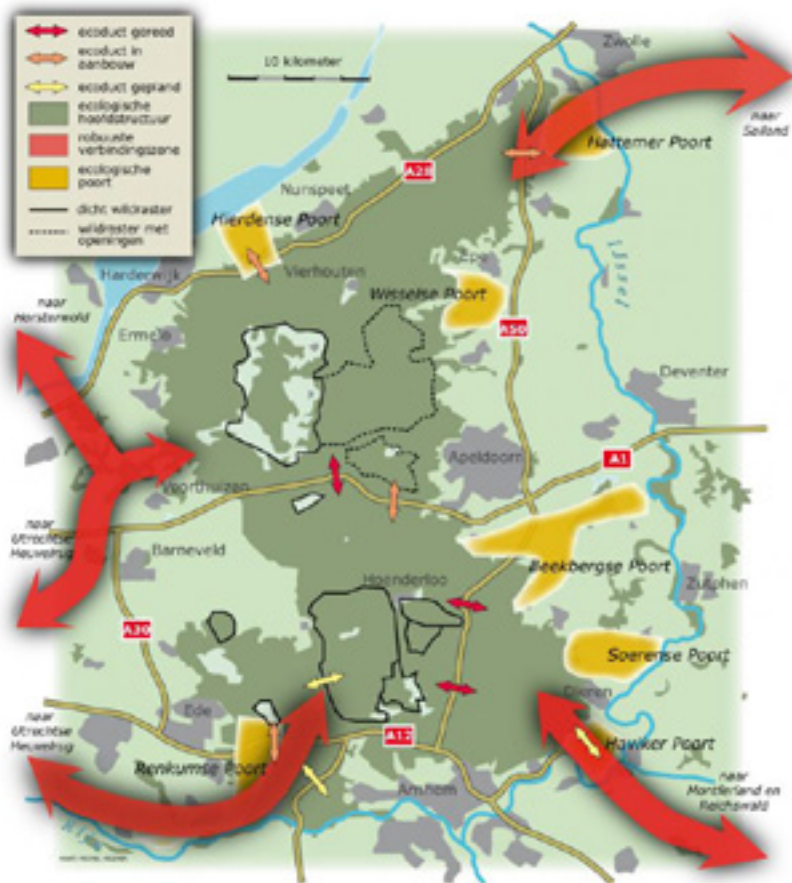 ecoduct gereed
ecoduct in
aanbouw
ecoduct gepland
ecologische
hoofdstructuur
robuuste
verbindingszone
ecologische
poort
dicht wildraster
wildraster met
openingen
10 kilometer
Zwolle
naar
Salland
Hattemer Poort
A28
Nunspeet
Hierdense Poort
IJssel
Epe
Harderwijk
Vierhouten
Wisselse Poort
naar
Horsterwold
Ermelo
A50
Deventer
Apeldoorn
A1
Voorthuizen
naar
Utrechtse
Heuvelrug
Barneveld
Beekbergse Poort
Hoenderloo
Zutphen
A30
Soerense Poort
Dieren
naar
Utrechtse
Heuvelrug
Ede
A12
Havikerpoort
Renkumse Poort
naar
Montferland en
Reichswald
Arnhem